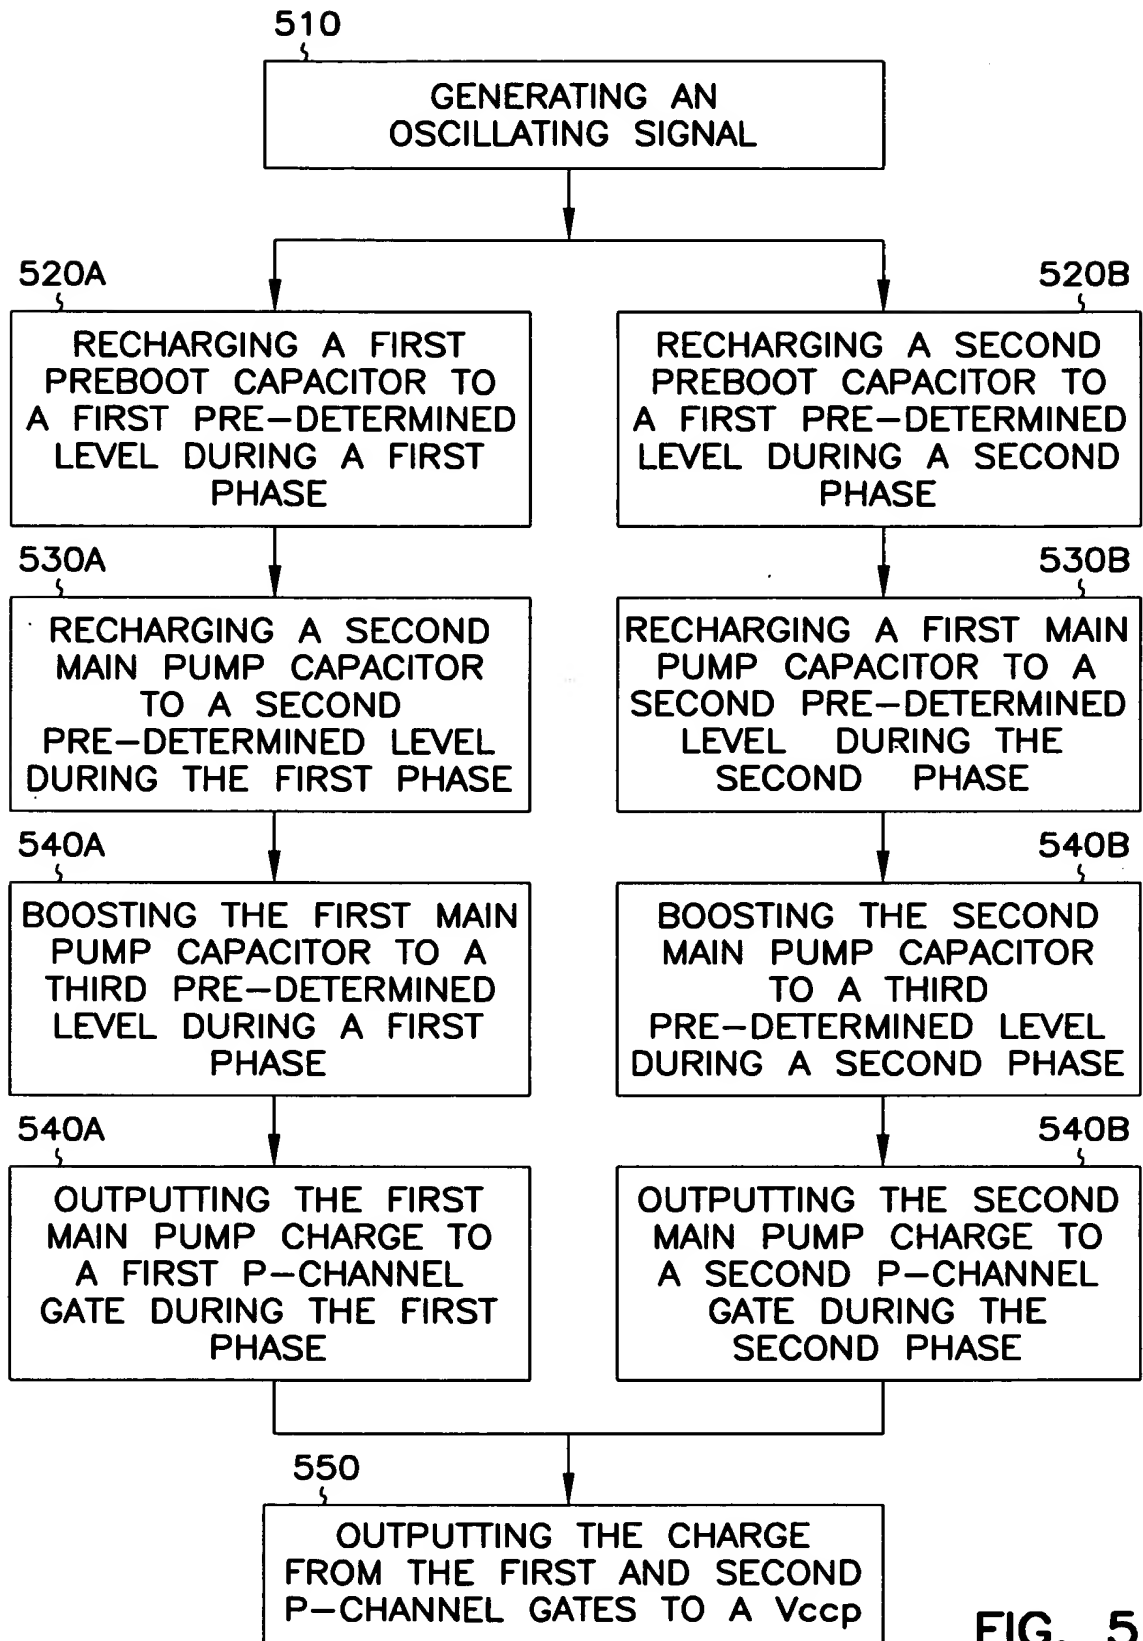 510
GENERATING AN
OSCILLATING SIGNAL
520A
RECHARGING A FIRST
PREBOOT CAPACITOR TO
A FIRST PRE-DETERMINED
LEVEL DURING A FIRST
PHASE
520B
RECHARGING A SECOND
PREBOOT CAPACITOR TO
A FIRST PRE-DETERMINED
LEVEL DURING A SECOND
PHASE
530A
RECHARGING A SECOND
MAIN PUMP CAPACITOR
TO A SECOND
PRE-DETERMINED LEVEL
DURING THE FIRST PHASE
530B
RECHARGING A FIRST MAIN
PUMP CAPACITOR TO A
SECOND PRE-DETERMINED
LEVEL DURING THE
SECOND PHASE
540A
BOOSTING THE FIRST MAIN
PUMP CAPACITOR TO A
THIRD PRE-DETERMINED
LEVEL DURING A FIRST
PHASE
540B
BOOSTING THE SECOND
MAIN PUMP CAPACITOR
TO A THIRD
PRE-DETERMINED LEVEL
DURING A SECOND PHASE
540A
OUTPUTTING THE FIRST
MAIN PUMP CHARGE TO
A FIRST P-CHANNEL
GATE DURING THE FIRST
PHASE
540B
OUTPUTTING THE SECOND
MAIN PUMP CHARGE TO
A SECOND P-CHANNEL
GATE DURING THE
SECOND PHASE
550
OUTPUTTING THE CHARGE
FROM THE FIRST AND SECOND
P-CHANNEL GATES TO A Vccp
FIG. 5